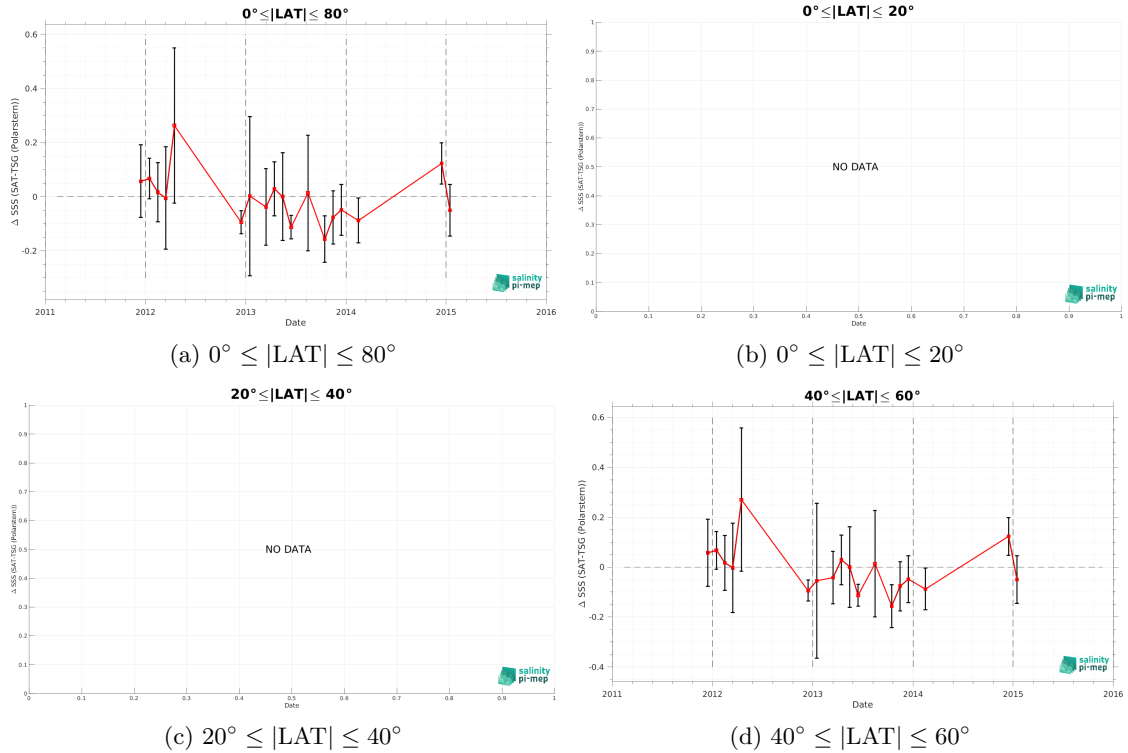 0°≤|LAT|≤ 80°
Δ SSS (SAT-TSG (Polarstern))
0.6
0.4
0.2
0
-0.2
2011
2012
2013
2014
2015
2016
Date
salinity
pi-mep
(a) 0° ≤ |LAT| ≤ 80°
0°≤|LAT|≤ 20°
Δ SSS (SAT-TSG (Polarstern))
1
0.9
0.8
0.7
0.6
0.5
0.4
0.3
0.2
0.1
0
NO DATA
0
0.1
0.2
0.3
0.4
0.5
0.6
0.7
0.8
0.9
1
Date
salinity
pi-mep
(b) 0° ≤ |LAT| ≤ 20°
20°≤|LAT|≤ 40°
Δ SSS (SAT-TSG (Polarstern))
1
0.9
0.8
0.7
0.6
0.5
0.4
0.3
0.2
0.1
0
NO DATA
0
0.1
0.2
0.3
0.4
0.5
0.6
0.7
0.8
0.9
1
Date
salinity
pi-mep
(c) 20° ≤ |LAT| ≤ 40°
40°≤|LAT|≤ 60°
Δ SSS (SAT-TSG (Polarstern))
0.6
0.4
0.2
0
-0.2
-0.4
2011
2012
2013
2014
2015
2016
Date
salinity
pi-mep
(d) 40° ≤ |LAT| ≤ 60°